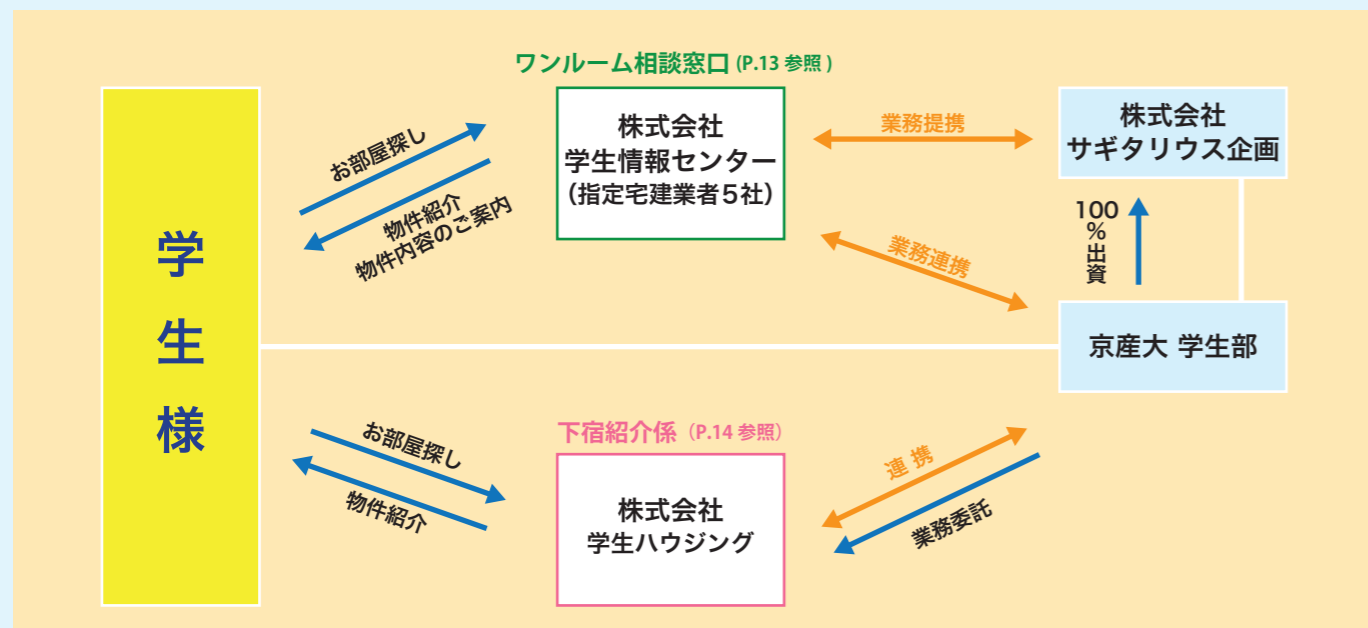 ワンルーム相談窓口 (P.13 参照 )
学生様
お部屋探し
物件紹介
物件内容のご案内
株式会社
学生情報センター
（指定宅建業者５社）
業務提携
株式会社
サギタリウス企画
100%出資
業務連携
京産大 学生部
下宿紹介係（P.14 参照）
お部屋探し
物件紹介
株式会社
学生ハウジング
連 携
業務委託